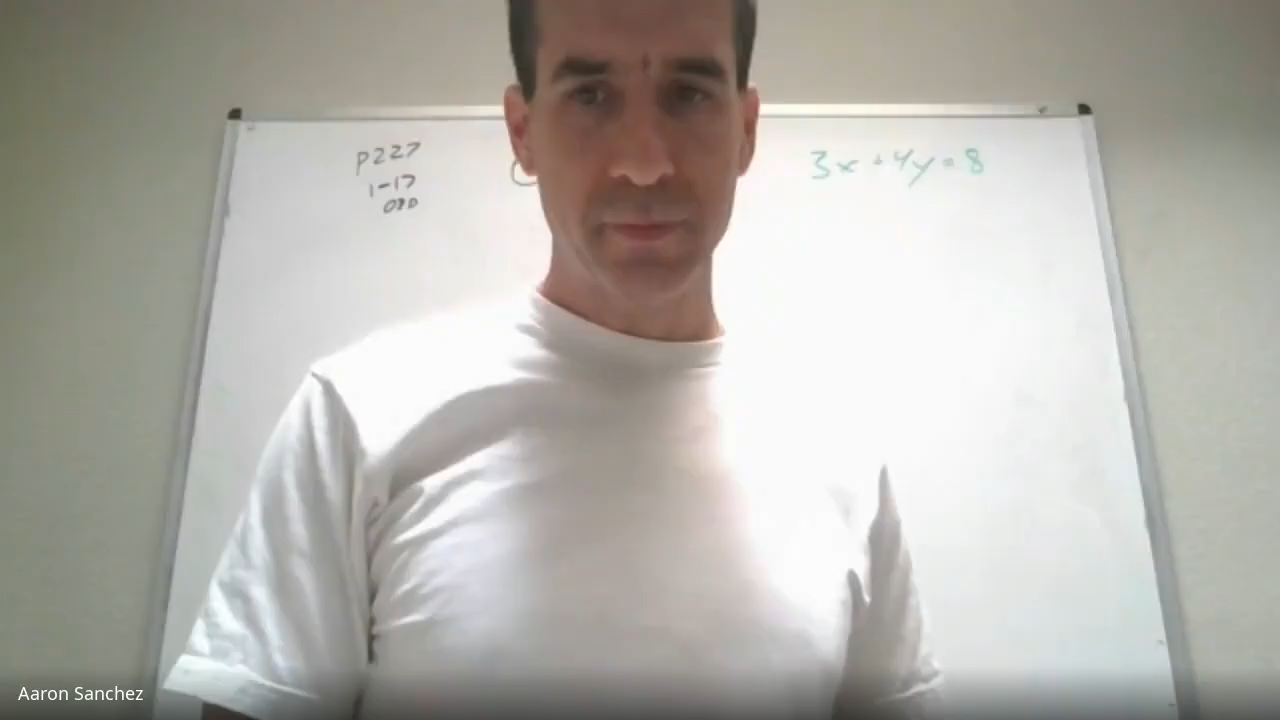 p227
1-17
odd
3x + 4y = 8
Aaron Sanchez